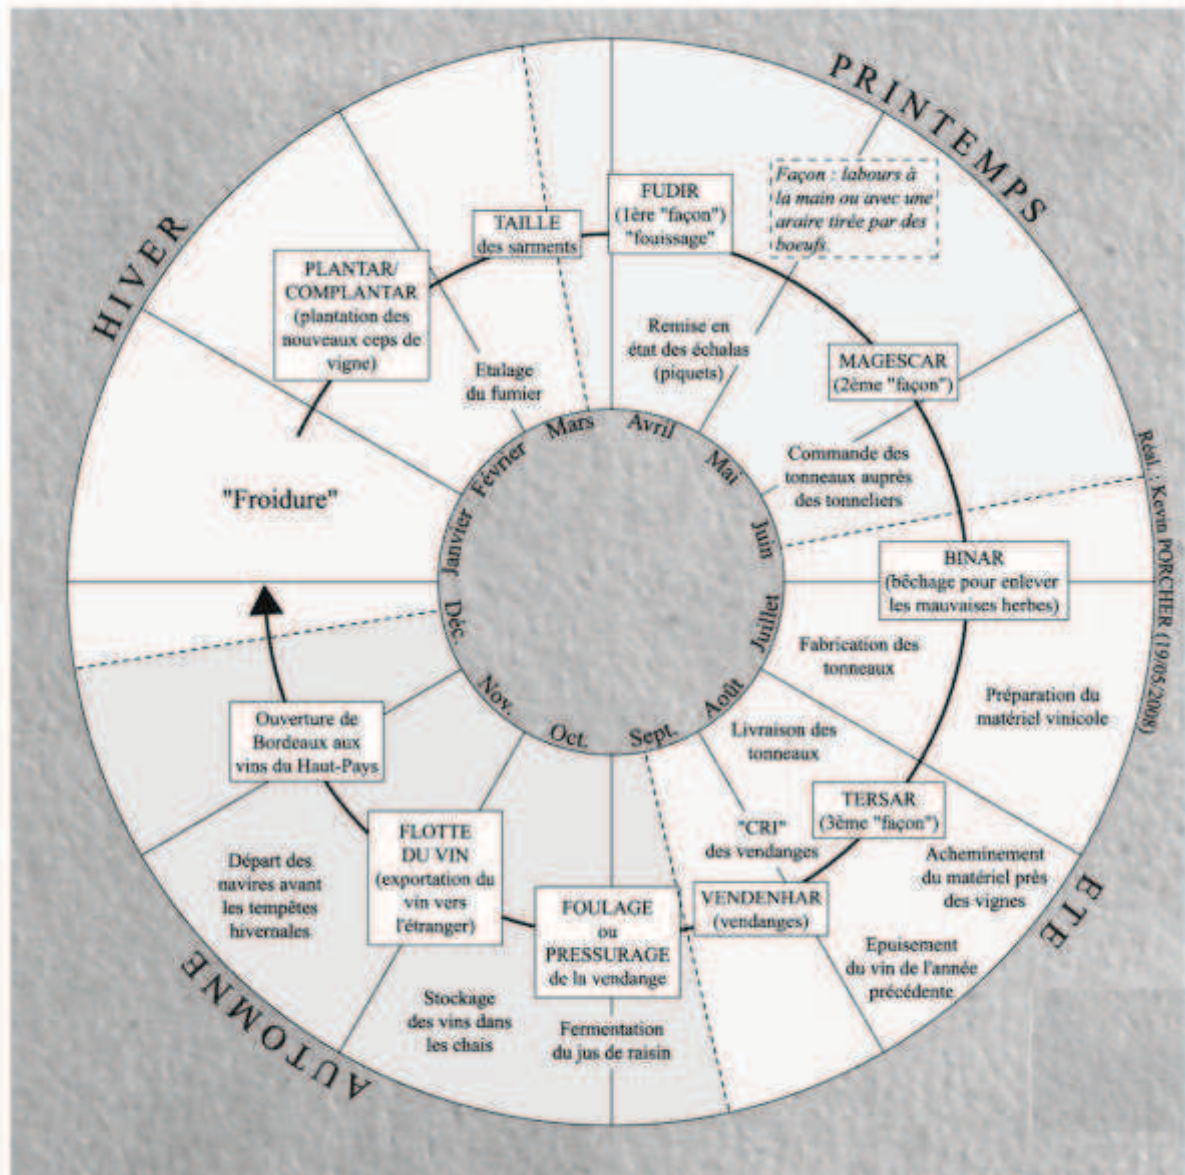 PRINTEMPS
HIVER
ETE
AUTOMNE
Janvier
Février
Mars
Avril
Mai
Juin
Juillet
Août
Sept.
Oct.
Nov.
Déc.
"Froidure"
PLANTAR/
COMPLANTAR
(plantation des
nouveaux ceps de
vigne)
TAILLE
des sarments
Etalage
du fumier
FUDIR
(1ère "façon")
"fouissage"
Façon : labours à
la main ou avec une
araire tirée par des
boeufs.
Remise en
état des échalas
(piquets)
MAGESCAR
(2ème "façon")
Commande des
tonneaux auprès
des tonneliers
BINAR
(bêchage pour enlever
les mauvaises herbes)
Fabrication des
tonneaux
Préparation du
matériel vinicole
Livraison des
tonneaux
TERSAR
(3ème "façon")
"CRI"
des vendanges
Acheminement
du matériel près
des vignes
VENDENHAR
(vendanges)
Epuisement
du vin de l'année
précédente
FOULAGE
ou
PRESSURAGE
de la vendange
Fermentation
du jus de raisin
Stockage
des vins dans
les chais
FLOTTE
DU VIN
(exportation du
vin vers
l'étranger)
Départ des
navires avant
les tempêtes
hivernales
Ouverture de
Bordeaux aux
vins du Haut-Pays
Réal. : Kevin PORCHER (19/05/2008)